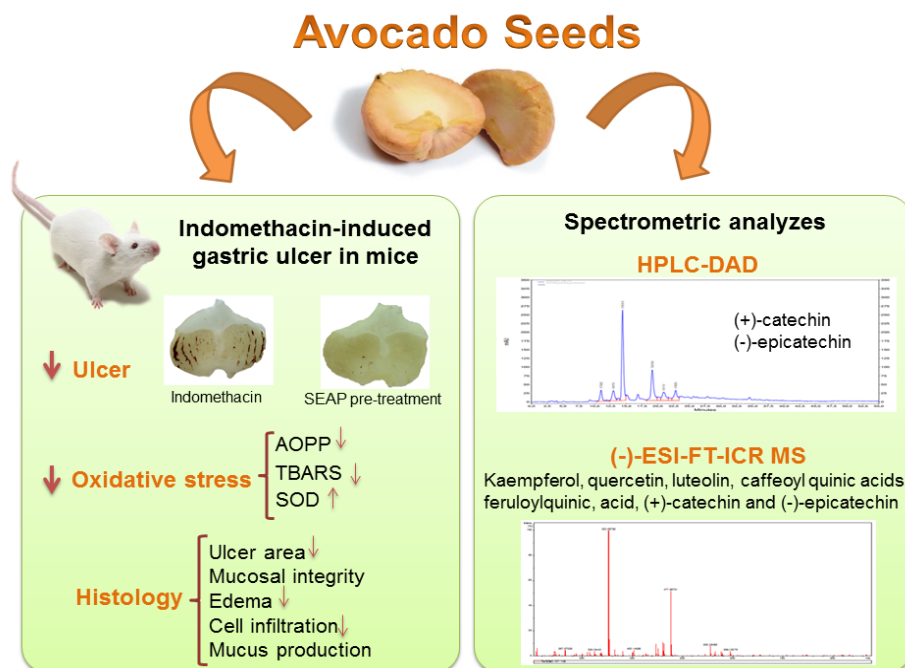 Avocado Seeds
Indomethacin-induced
gastric ulcer in mice
↓ Ulcer
Indomethacin
SEAP pre-treatment
↓ Oxidative stress
AOPP ↓
TBARS ↓
SOD ↑
Histology
Ulcer area ↓
Mucosal integrity
Edema ↓
Cell infiltration ↓
Mucus production
Spectrometric analyzes
HPLC-DAD
(+)-catechin
(-)-epicatechin
Minutes
(-)-ESI-FT-ICR MS
Kaempferol, quercetin, luteolin, caffeoyl quinic acids
feruloylquinic, acid, (+)-catechin and (-)-epicatechin